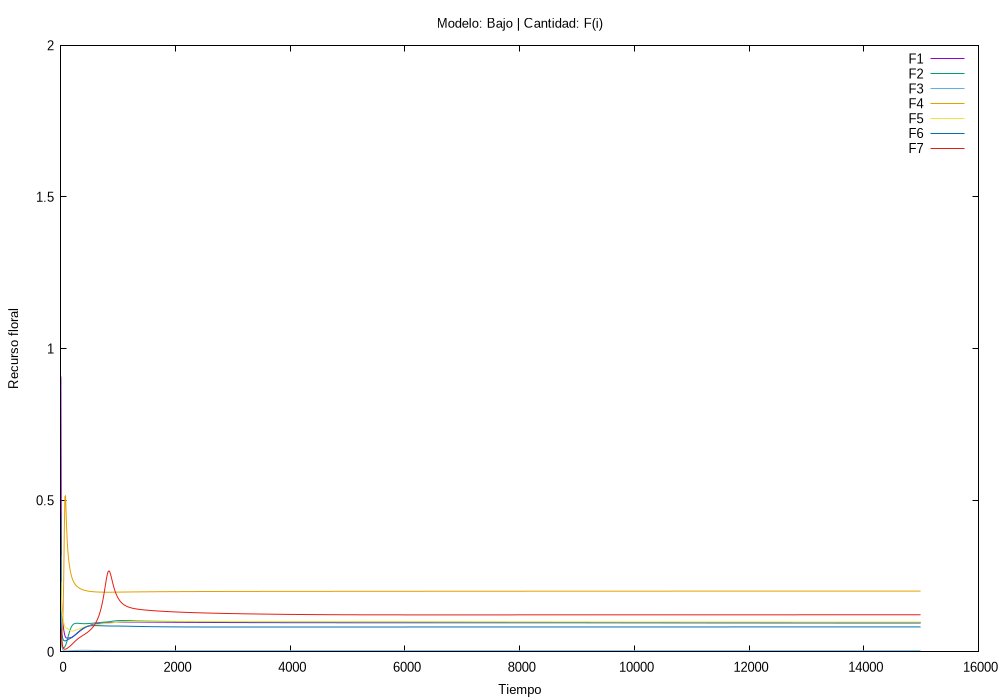 Modelo: Bajo | Cantidad: F(i)
2
1.5
1
0.5
0
Recurso floral
F1
F2
F3
F4
F5
F6
F7
0 2000 4000 6000 8000 10000 12000 14000 16000
Tiempo